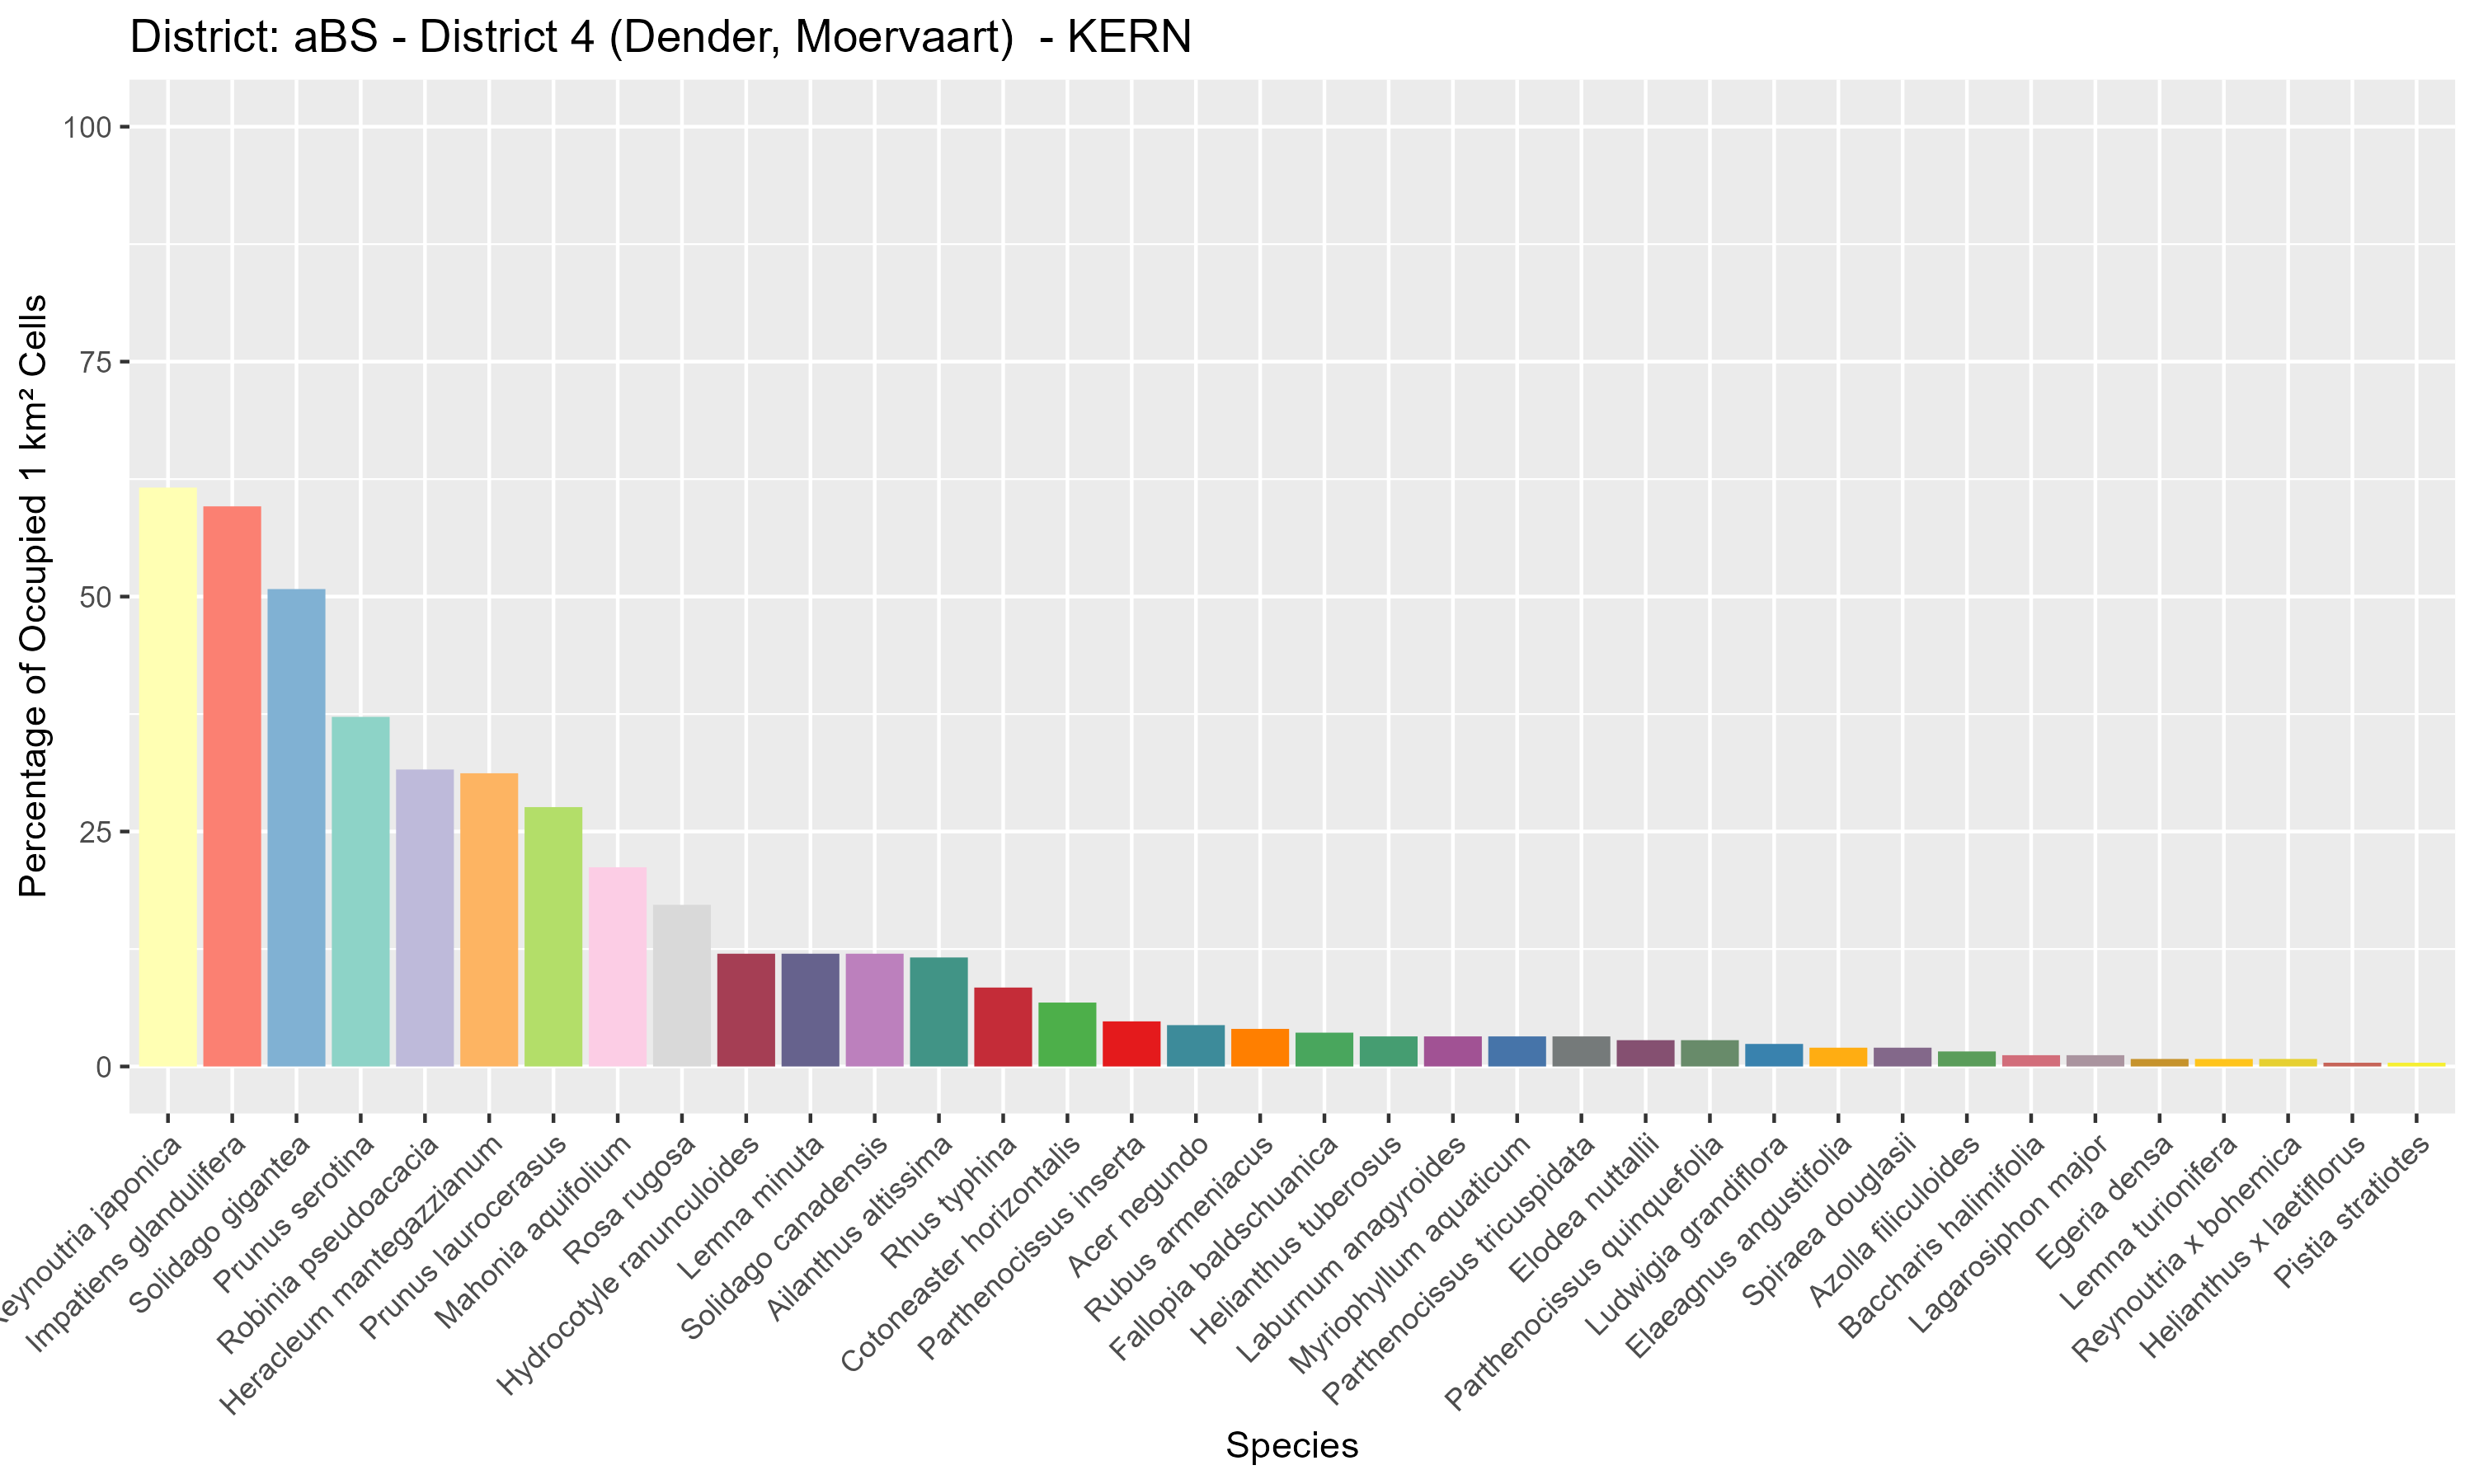 District: aBS - District 4 (Dender, Moervaart)  - KERN
Percentage of Occupied 1 km² Cells
100
75
50
25
0
eynoutria japonica
Impatiens glandulifera
Solidago gigantea
Prunus serotina
Robinia pseudoacacia
Heracleum mantegazzianum
Prunus laurocerasus
Mahonia aquifolium
Rosa rugosa
Hydrocotyle ranunculoides
Lemna minuta
Solidago canadensis
Ailanthus altissima
Rhus typhina
Cotoneaster horizontalis
Parthenocissus inserta
Acer negundo
Rubus armeniacus
Fallopia baldschuanica
Helianthus tuberosus
Laburnum anagyroides
Myriophyllum aquaticum
Parthenocissus tricuspidata
Elodea nuttallii
Parthenocissus quinquefolia
Ludwigia grandiflora
Elaeagnus angustifolia
Spiraea douglasii
Azolla filiculoides
Baccharis halimifolia
Lagarosiphon major
Egeria densa
Lemna turionifera
Reynoutria x bohemica
Helianthus x laetiflorus
Pistia stratiotes
Species